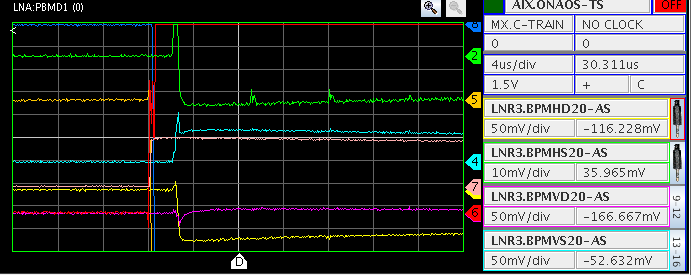 LNA:PBMD1 (0)
AIX.ONAOS-TS
OFF
MX.C-TRAIN
NO CLOCK
0
0
4us/div
30.311us
1.5V
+
C
LNR3.BPMHD20-AS
50mV/div
-116.228mV
LNR3.BPMHS20-AS
10mV/div
35.965mV
LNR3.BPMVD20-AS
50mV/div
-166.667mV
LNR3.BPMVS20-AS
50mV/div
-52.632mV
9-12
13-16
2
5
4
7
6
D